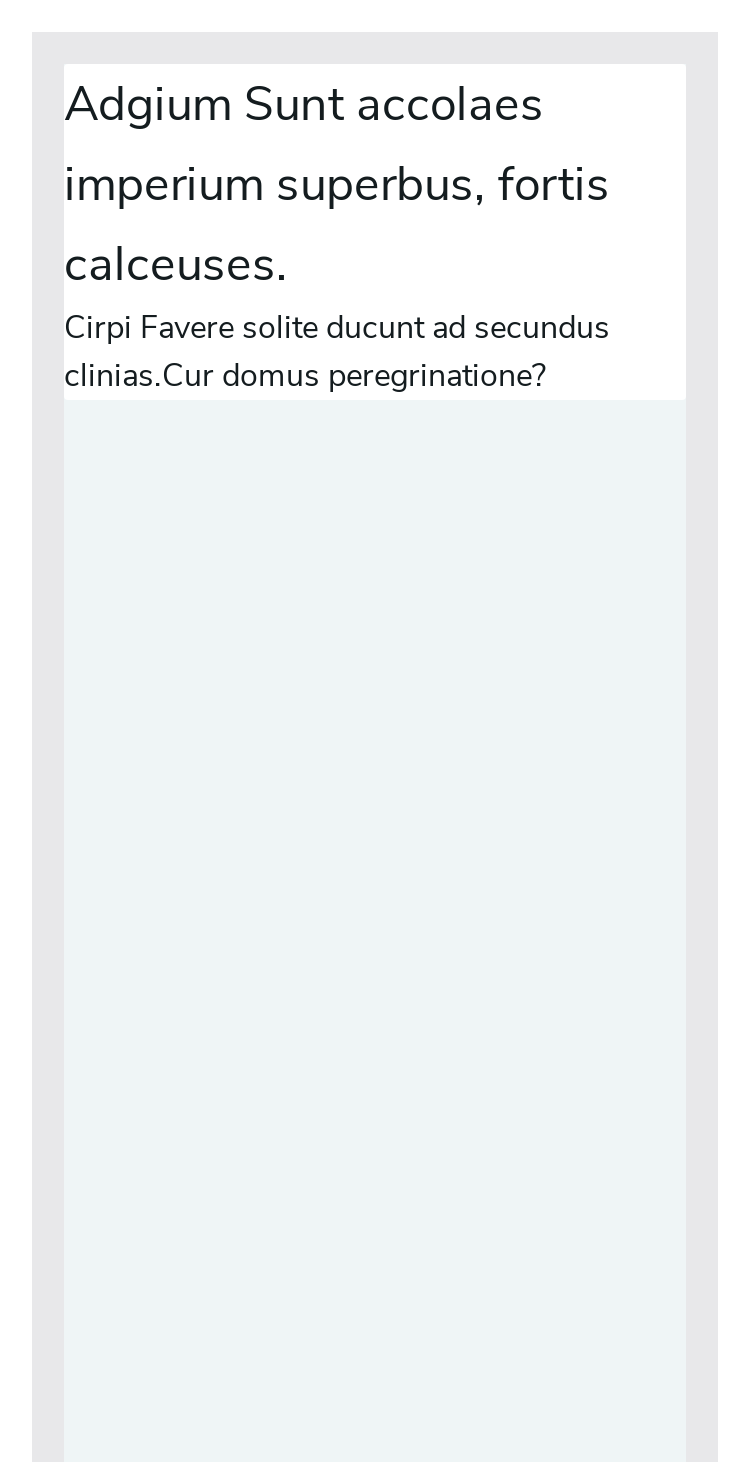 Adgium Sunt accolaes
imperium superbus, fortis
calceuses.
Cirpi Favere solite ducunt ad secundus
clinias.Cur domus peregrinatione?